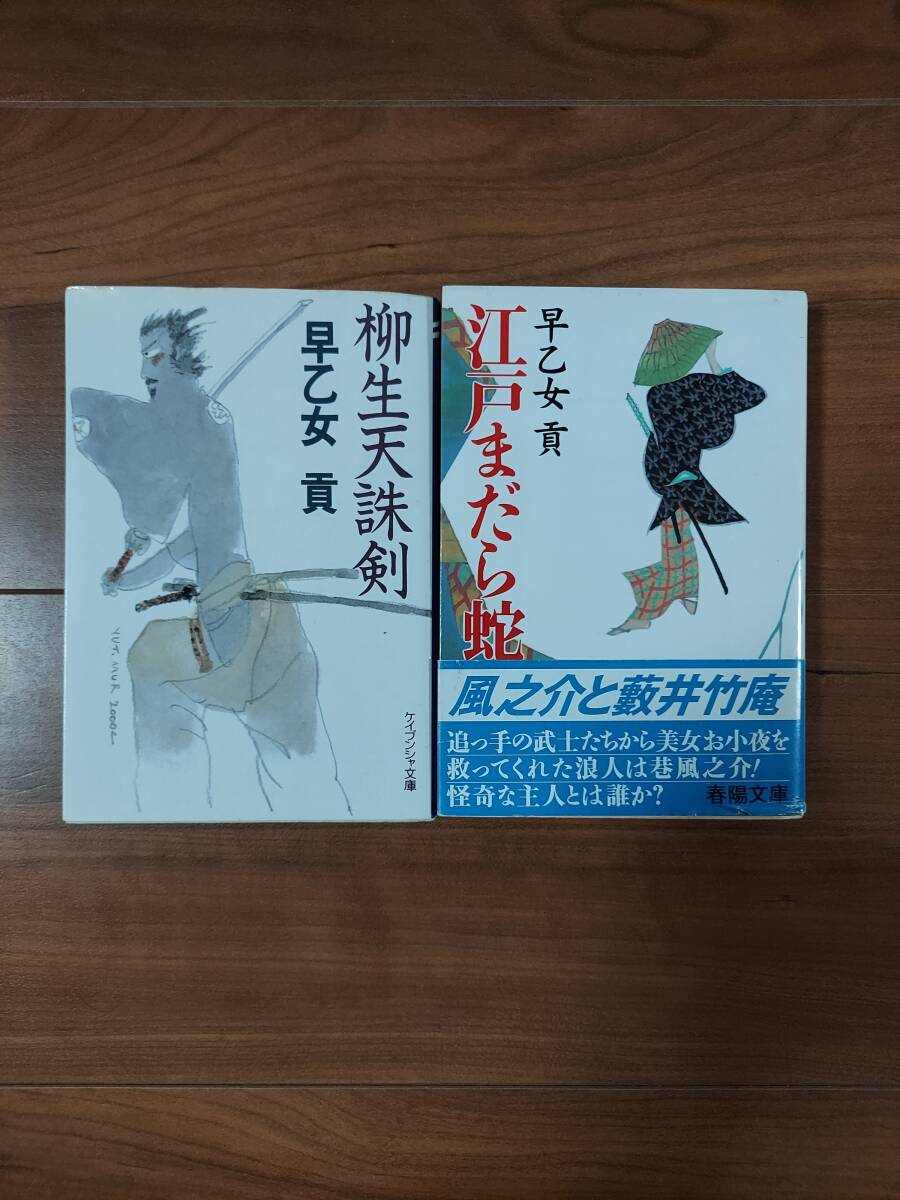 柳生天誅剣
早乙女 貢
ケイブンシャ文庫
早乙女 貢
江戸まだら蛇
風之介と藪井竹庵
追っ手の武士たちから美女お小夜を
救ってくれた浪人は巷風之介!
怪奇な主人とは誰か?
春陽文庫